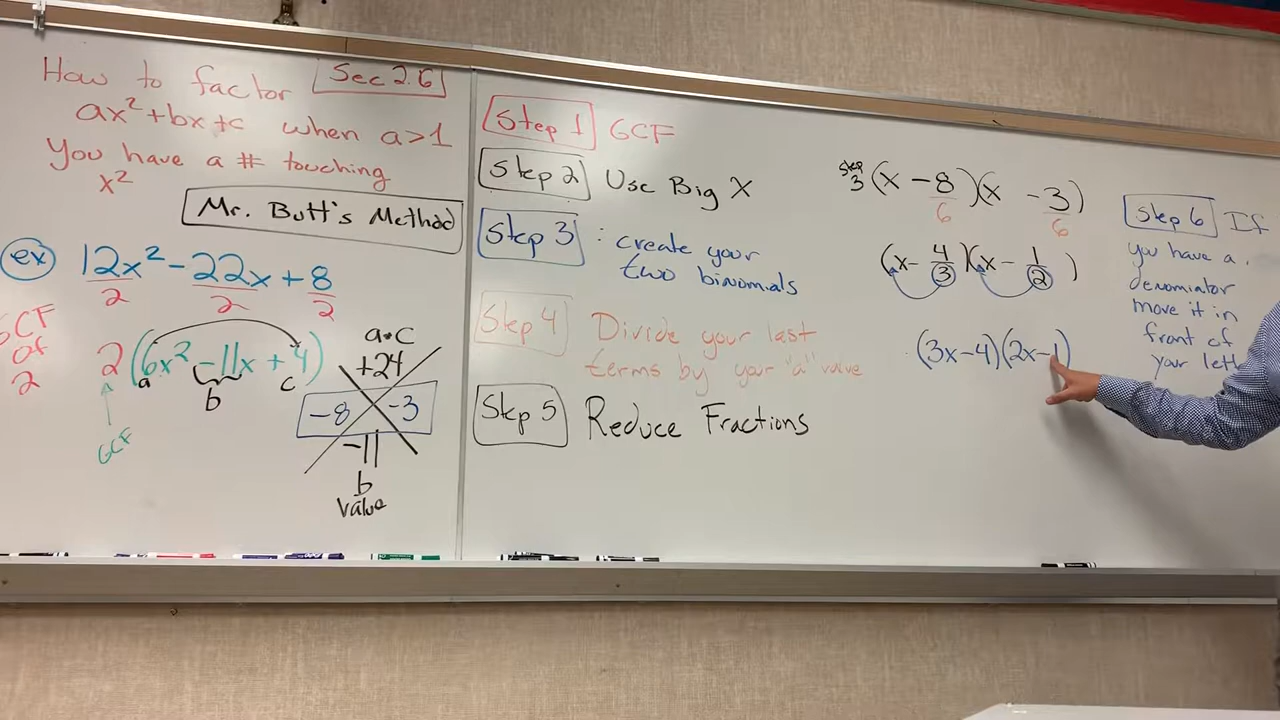 How to factor Sec 2.6
ax²+bx+c when a>1
You have a # touching
x²
Mr. Butt's Method
ex 12x² - 22x + 8
2 2 2
GCF
of
2
2(6x² - 11x + 4)
a b c
GCF
a•c
+24
-8 -3
-11
b
value
Step 1 GCF
Step 2 Use Big X
Step 3 : create your
two binomials
Step 4 Divide your last
terms by your "a" value
Step 5 Reduce Fractions
Step
3 (x - 8/6)(x - 3/6)
(x - 4/3)(x - 1/2)
(3x-4)(2x-1)
Step 6 If
you have a
denominator
move it in
front of
your